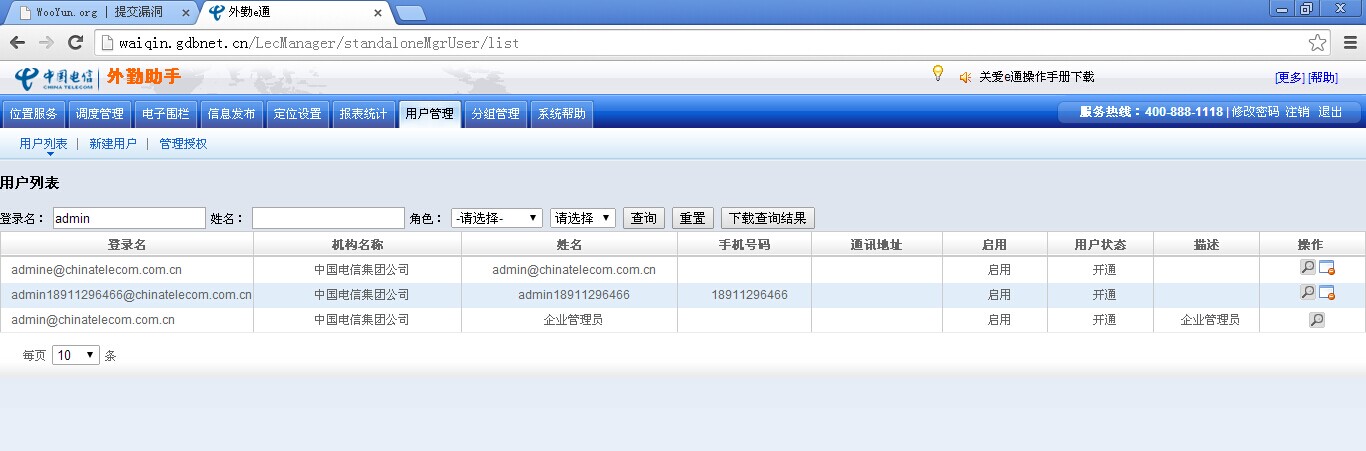 WooYun.org | 提交漏洞
外勤e通
waiqin.gdbnet.cn/LecManager/standaloneMgrUser/list
中国电信 CHINA TELECOM 外勤助手 关爱e通操作手册下载 [更多] [帮助]
位置服务 调度管理 电子围栏 信息发布 定位设置 报表统计 用户管理 分组管理 系统帮助 服务热线：400-888-1118 | 修改密码 注销 退出
用户列表 | 新建用户 | 管理授权
用户列表
登录名： admin 姓名： 角色： -请选择- 请选择 查询 重置 下载查询结果
登录名 机构名称 姓名 手机号码 通讯地址 启用 用户状态 描述 操作
admine@chinatelecom.com.cn 中国电信集团公司 admin@chinatelecom.com.cn 启用 开通
admin18911296466@chinatelecom.com.cn 中国电信集团公司 admin18911296466 18911296466 启用 开通
admin@chinatelecom.com.cn 中国电信集团公司 企业管理员 启用 开通 企业管理员
每页 10 条